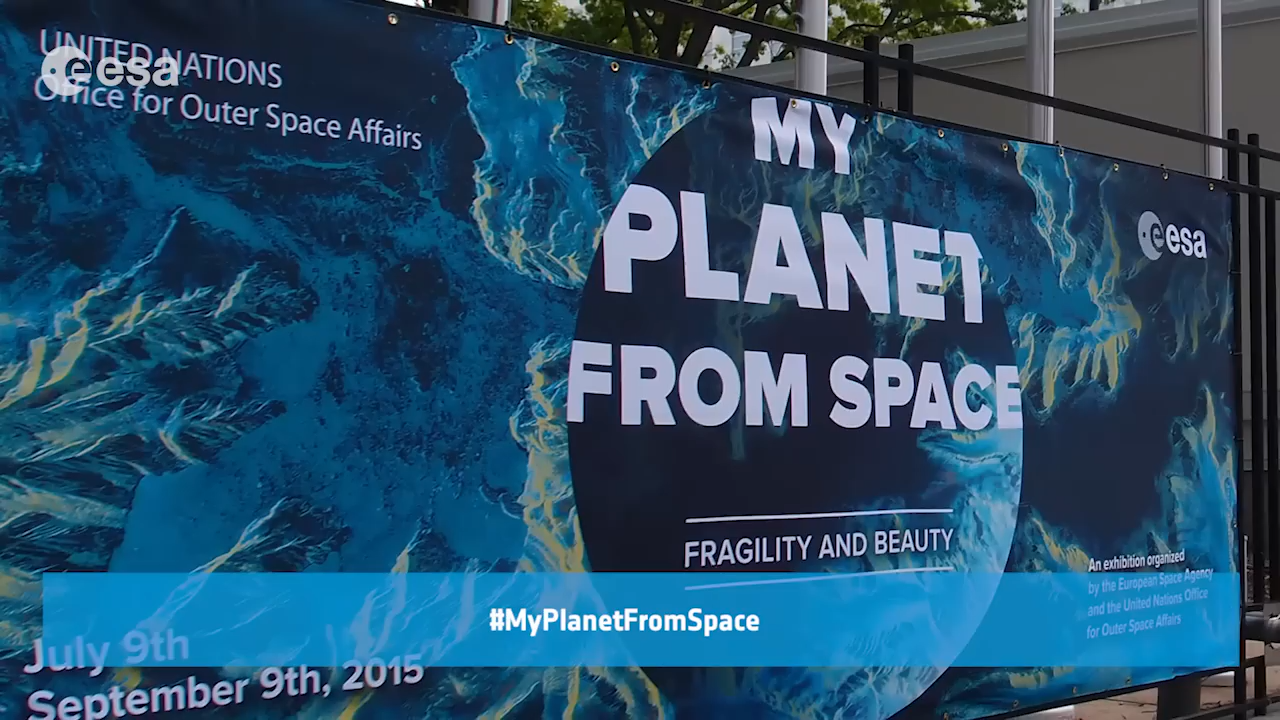 UNITED NATIONS
Office for Outer Space Affairs
esa
MY
PLANET
FROM SPACE
esa
FRAGILITY AND BEAUTY
An exhibition organized
by the European Space Agency
and the United Nations Office
for Outer Space Affairs
#MyPlanetFromSpace
July 9th
September 9th, 2015